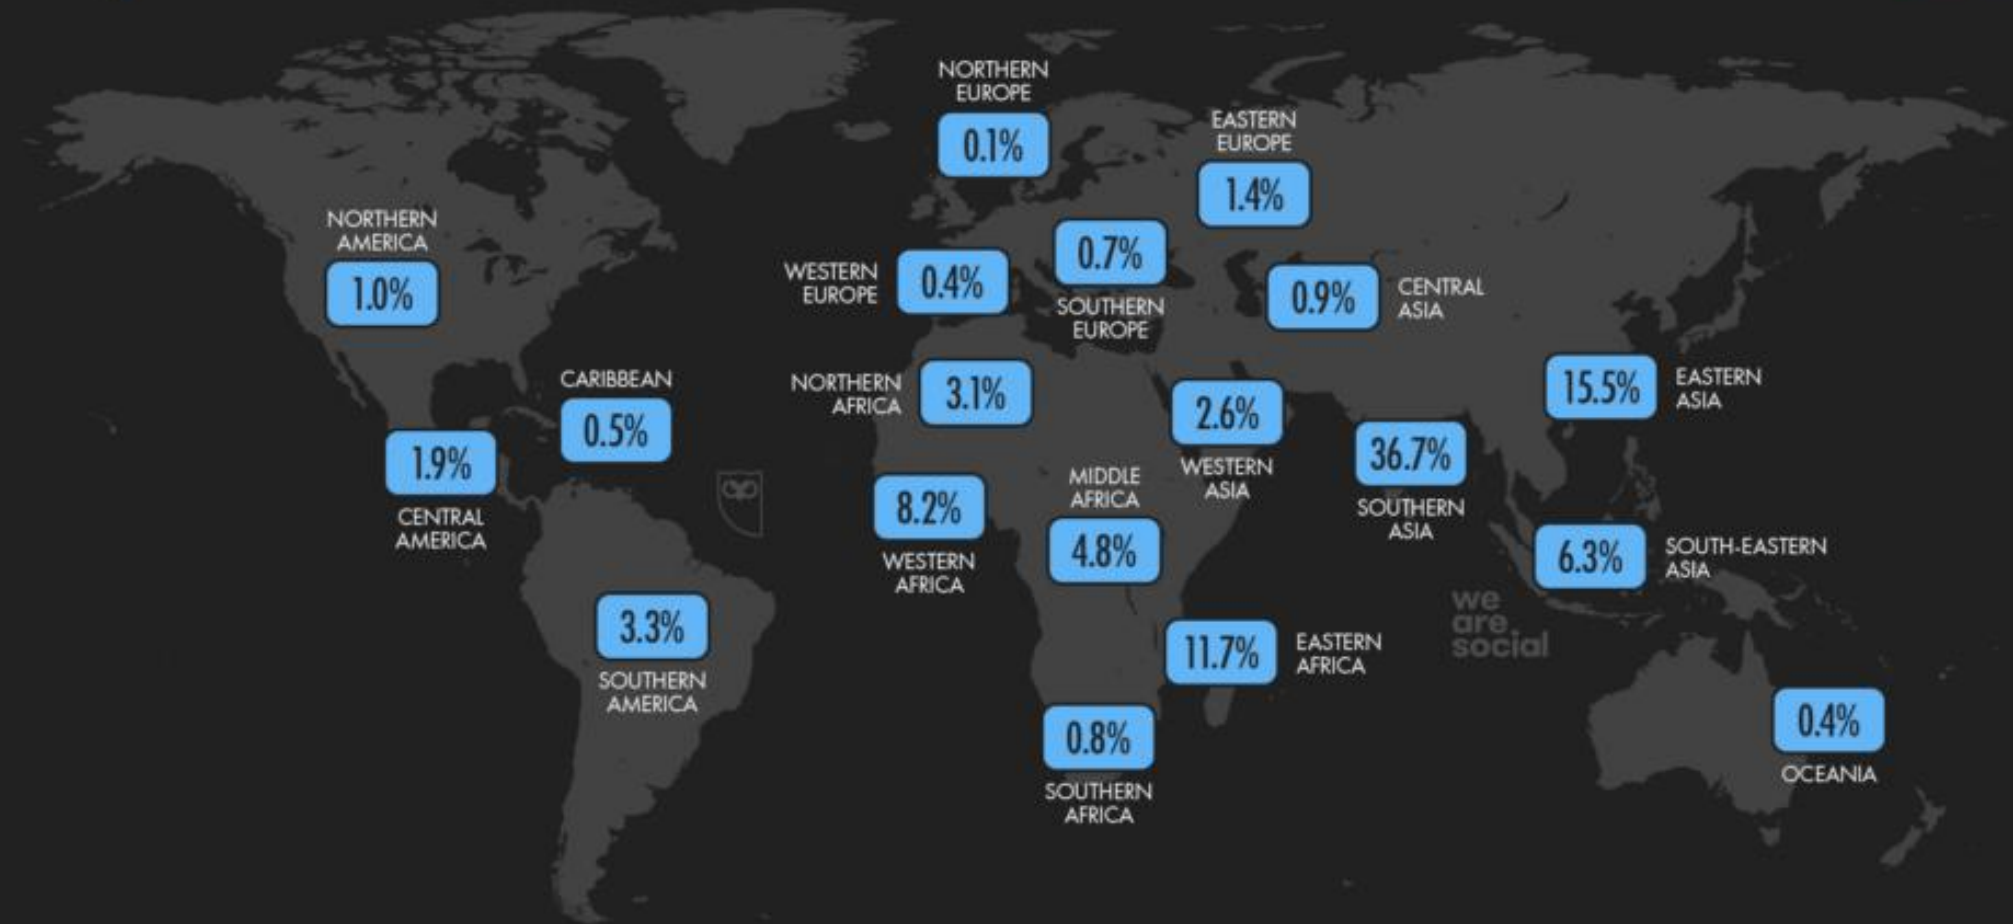 NORTHERN
EUROPE
0.1%
EASTERN
EUROPE
1.4%
NORTHERN
AMERICA
1.0%
WESTERN
EUROPE
0.4%
0.7%
SOUTHERN
EUROPE
0.9%
CENTRAL
ASIA
CARIBBEAN
0.5%
NORTHERN
AFRICA
3.1%
2.6%
WESTERN
ASIA
15.5%
EASTERN
ASIA
1.9%
CENTRAL
AMERICA
36.7%
SOUTHERN
ASIA
8.2%
WESTERN
AFRICA
MIDDLE
AFRICA
4.8%
6.3%
SOUTH-EASTERN
ASIA
3.3%
SOUTHERN
AMERICA
11.7%
EASTERN
AFRICA
we
are.
social
0.8%
SOUTHERN
AFRICA
0.4%
OCEANIA